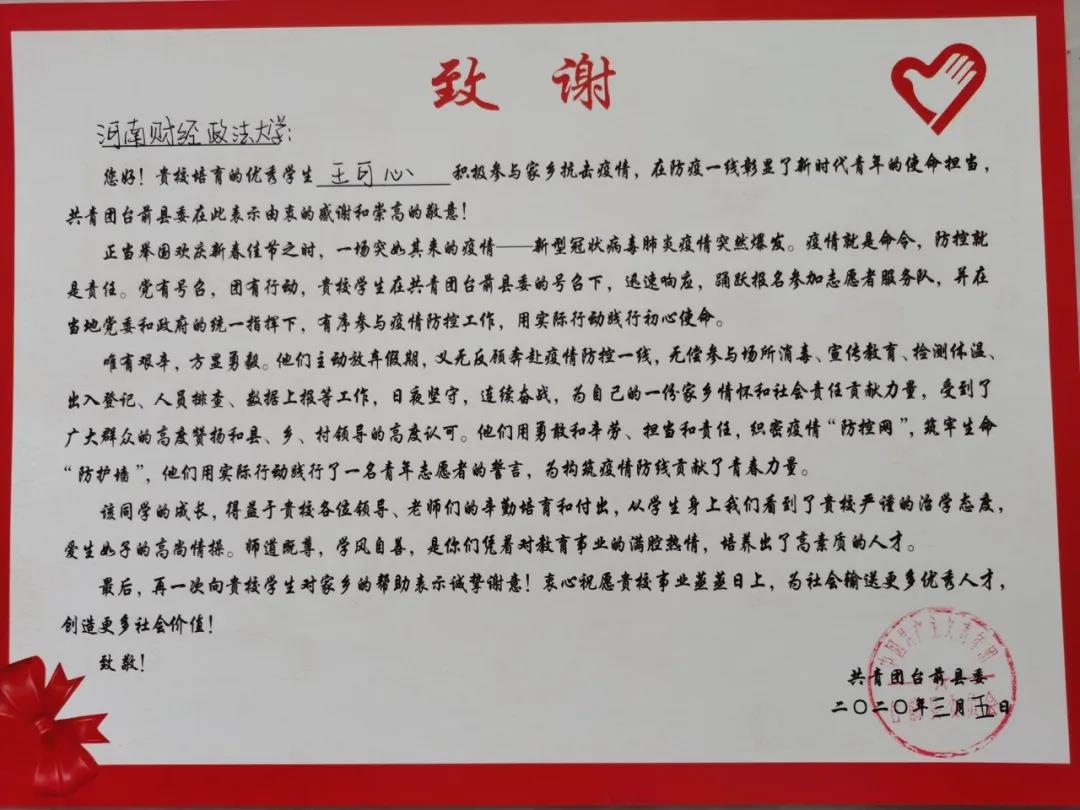 致 谢
河南财经政法大学:
您好！贵校培育的优秀学生 王可心 积极参与家乡抗击疫情，在防疫一线彰显了新时代青年的使命担当，
共青团台前县委在此表示由衷的感谢和崇高的敬意！
正当举国欢庆新春佳节之时，一场突如其来的疫情——新型冠状病毒肺炎疫情突然爆发。疫情就是命令，防控就
是责任。党有号召，团有行动，贵校学生在共青团台前县委的号召下，迅速响应，踊跃报名参加志愿者服务队，并在
当地党委和政府的统一指挥下，有序参与疫情防控工作，用实际行动践行初心使命。
唯有艰辛，方显勇毅。他们主动放弃假期，义无反顾奔赴疫情防控一线，无偿参与场所消毒、宣传教育、检测体温、
出入登记、人员排查、数据上报等工作，日夜坚守，连续奋战，为自己的一份家乡情怀和社会责任贡献力量，受到了
广大群众的高度赞扬和县、乡、村领导的高度认可。他们用勇敢和辛劳、担当和责任，织密疫情“防控网”，筑牢生命
“防护墙”，他们用实际行动践行了一名青年志愿者的誓言，为构筑疫情防线贡献了青春力量。
该同学的成长，得益于贵校各位领导、老师们的辛勤培育和付出，从学生身上我们看到了贵校严谨的治学态度，
爱生如子的高尚情操。师道既尊，学风自善，是你们凭着对教育事业的满腔热情，培养出了高素质的人才。
最后，再一次向贵校学生对家乡的帮助表示诚挚谢意！衷心祝愿贵校事业蒸蒸日上，为社会输送更多优秀人才，
创造更多社会价值！
致敬！
共青团台前县委
二〇二〇年三月五日
中国共产主义青年团
台前县委员会